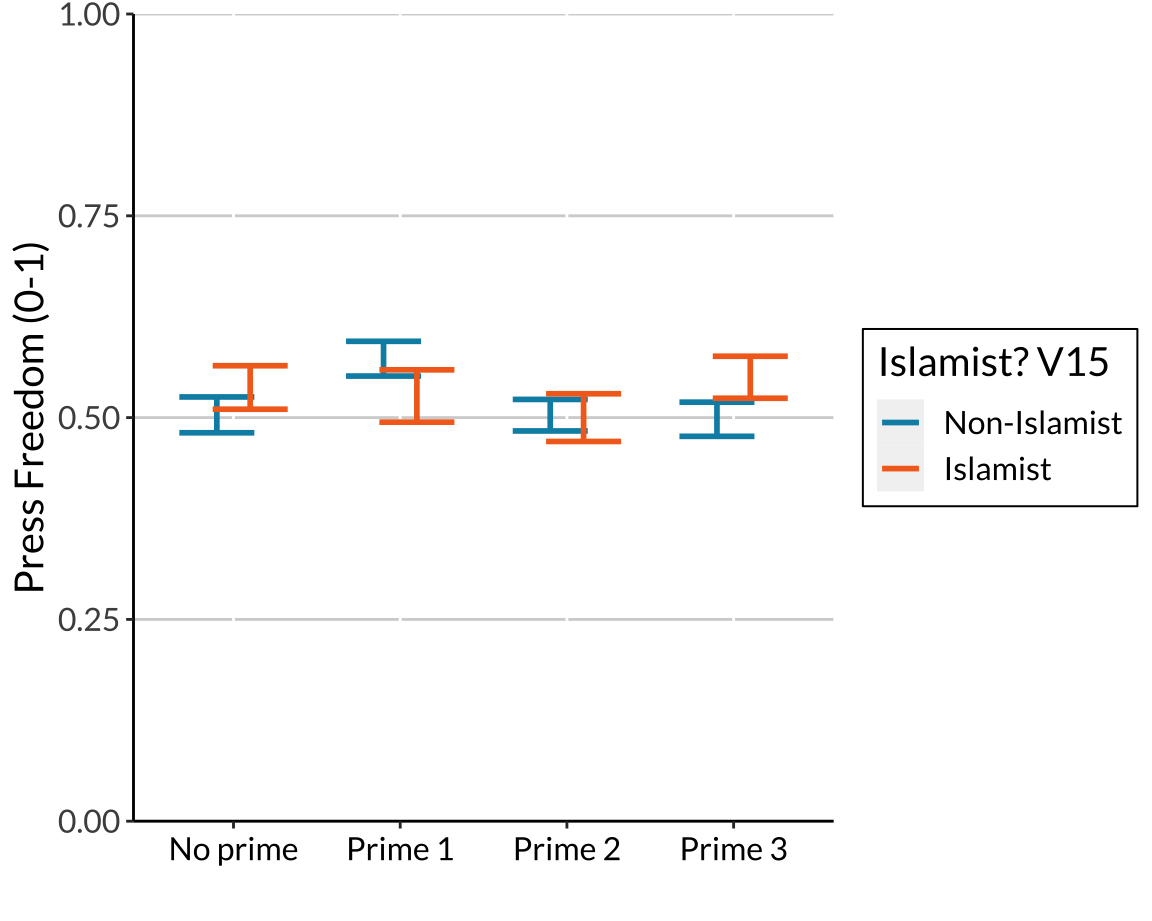 1.00
0.75
0.50
0.25
0.00
Press Freedom (0-1)
No prime
Prime 1
Prime 2
Prime 3
Islamist? V15
Non-Islamist
Islamist